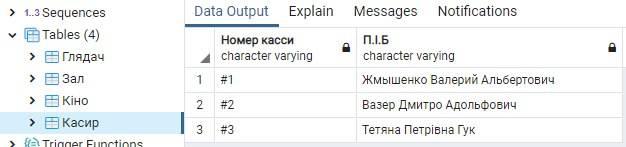 1..3 Sequences
Tables (4)
Глядач
Зал
Кіно
Касир
Trigger Functions
Data Output Explain Messages Notifications
Номер касси П.І.Б
character varying character varying
1 #1 Жмышенко Валерий Альбертович
2 #2 Вазер Дмитро Адольфович
3 #3 Тетяна Петрівна Гук